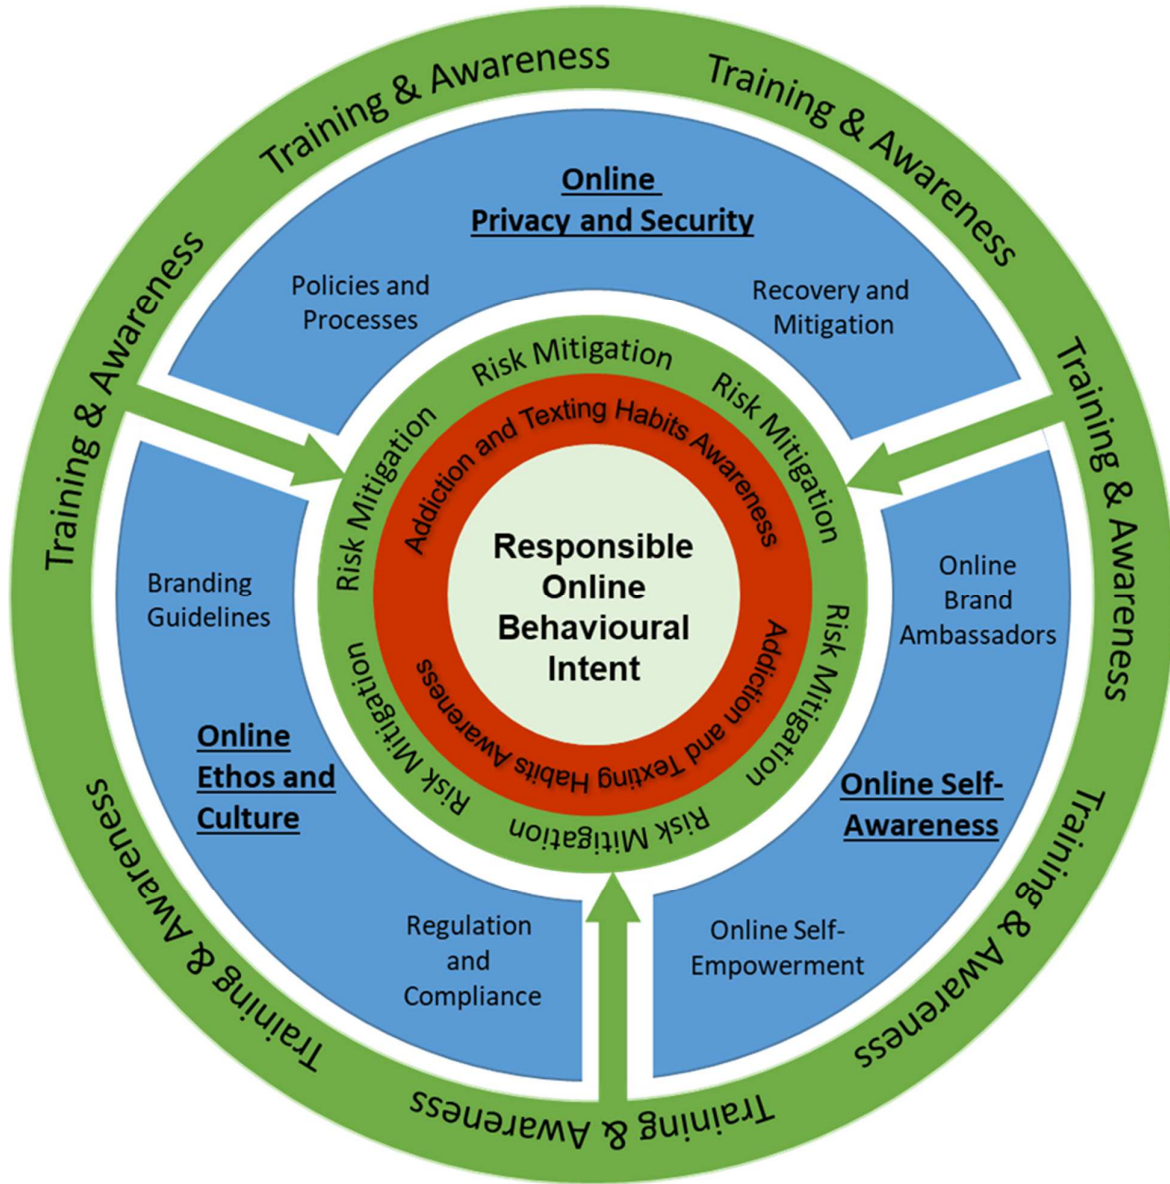 Training & Awareness
Training & Awareness
Training & Awareness
Training & Awareness
Training & Awareness
Training & Awareness
Training & Awareness
Online
Privacy and Security
Policies and
Processes
Recovery and
Mitigation
Online
Brand
Ambassadors
Online Self-
Awareness
Online Self-
Empowerment
Branding
Guidelines
Online
Ethos and
Culture
Regulation
and
Compliance
Risk Mitigation
Risk Mitigation
Risk Mitigation
Risk Mitigation
Risk Mitigation
Risk Mitigation
Addiction and Texting Habits Awareness
Addiction and Texting Habits Awareness
Responsible
Online
Behavioural
Intent